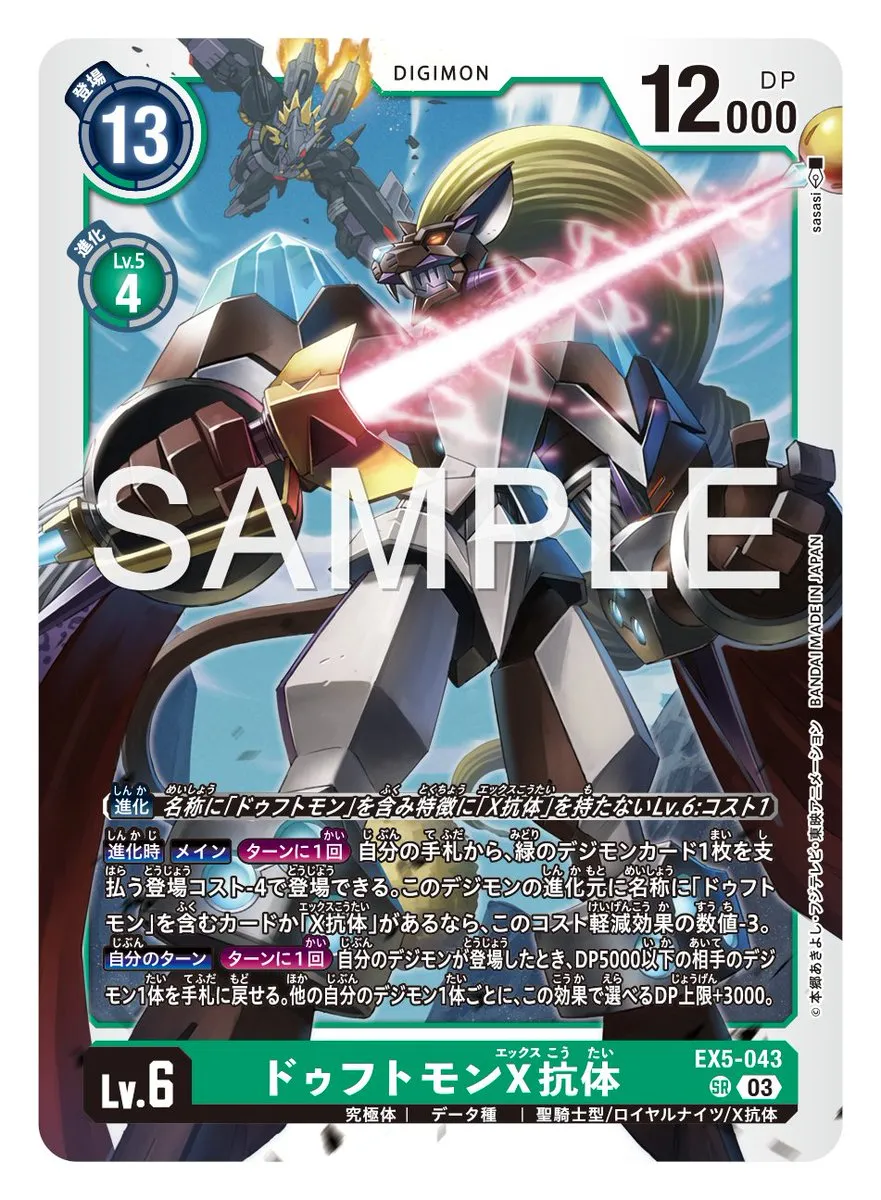 DIGIMON
登場
13
12000
DP
進化
Lv.5
4
sasasi
SAMPLE
進化 名称に「ドゥフトモン」を含み特徴に「X抗体」を持たないLv.6:コスト1
進化時 メイン ターンに1回 自分の手札から、緑のデジモンカード1枚を支
払う登場コスト-4で登場できる。このデジモンの進化元に名称に「ドゥフト
モン」を含むカードか「X抗体」があるなら、このコスト軽減効果の数値-3。
自分のターン ターンに1回 自分のデジモンが登場したとき、DP5000以下の相手のデジ
モン1体を手札に戻せる。他の自分のデジモン1体ごとに、この効果で選べるDP上限+3000。
©本郷あきよし・フジテレビ・東映アニメーション BANDAI MADE IN JAPAN
Lv.6
エックスこうたい
ドゥフトモンX抗体
EX5-043
SR 03
究極体 | データ種 | 聖騎士型/ロイヤルナイツ/X抗体